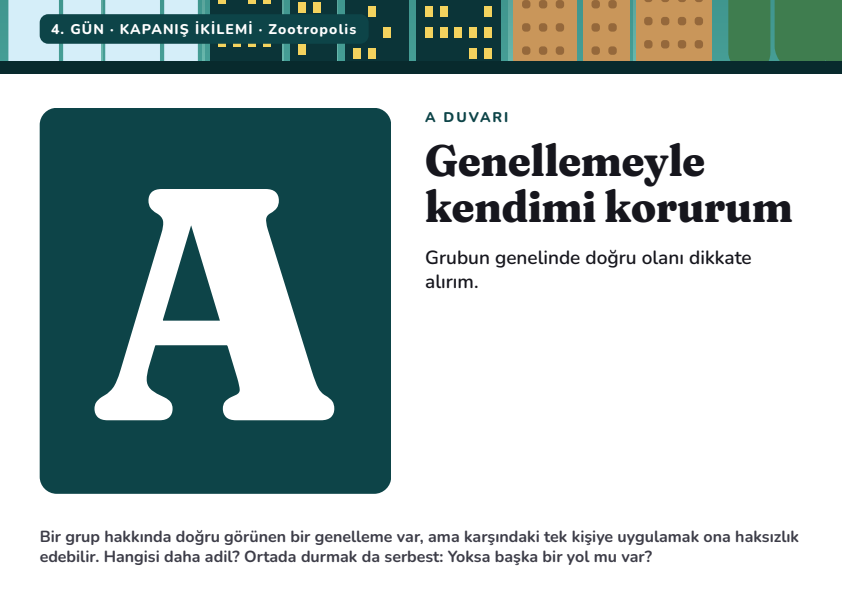 4. GÜN · KAPANIŞ İKİLEMİ · Zootropolis
A
A DUVARI
Genellemeyle
kendimi korurum
Grubun genelinde doğru olanı dikkate
alırım.
Bir grup hakkında doğru görünen bir genelleme var, ama karşındaki tek kişiye uygulamak ona haksızlık
edebilir. Hangisi daha adil? Ortada durmak da serbest: Yoksa başka bir yol mu var?